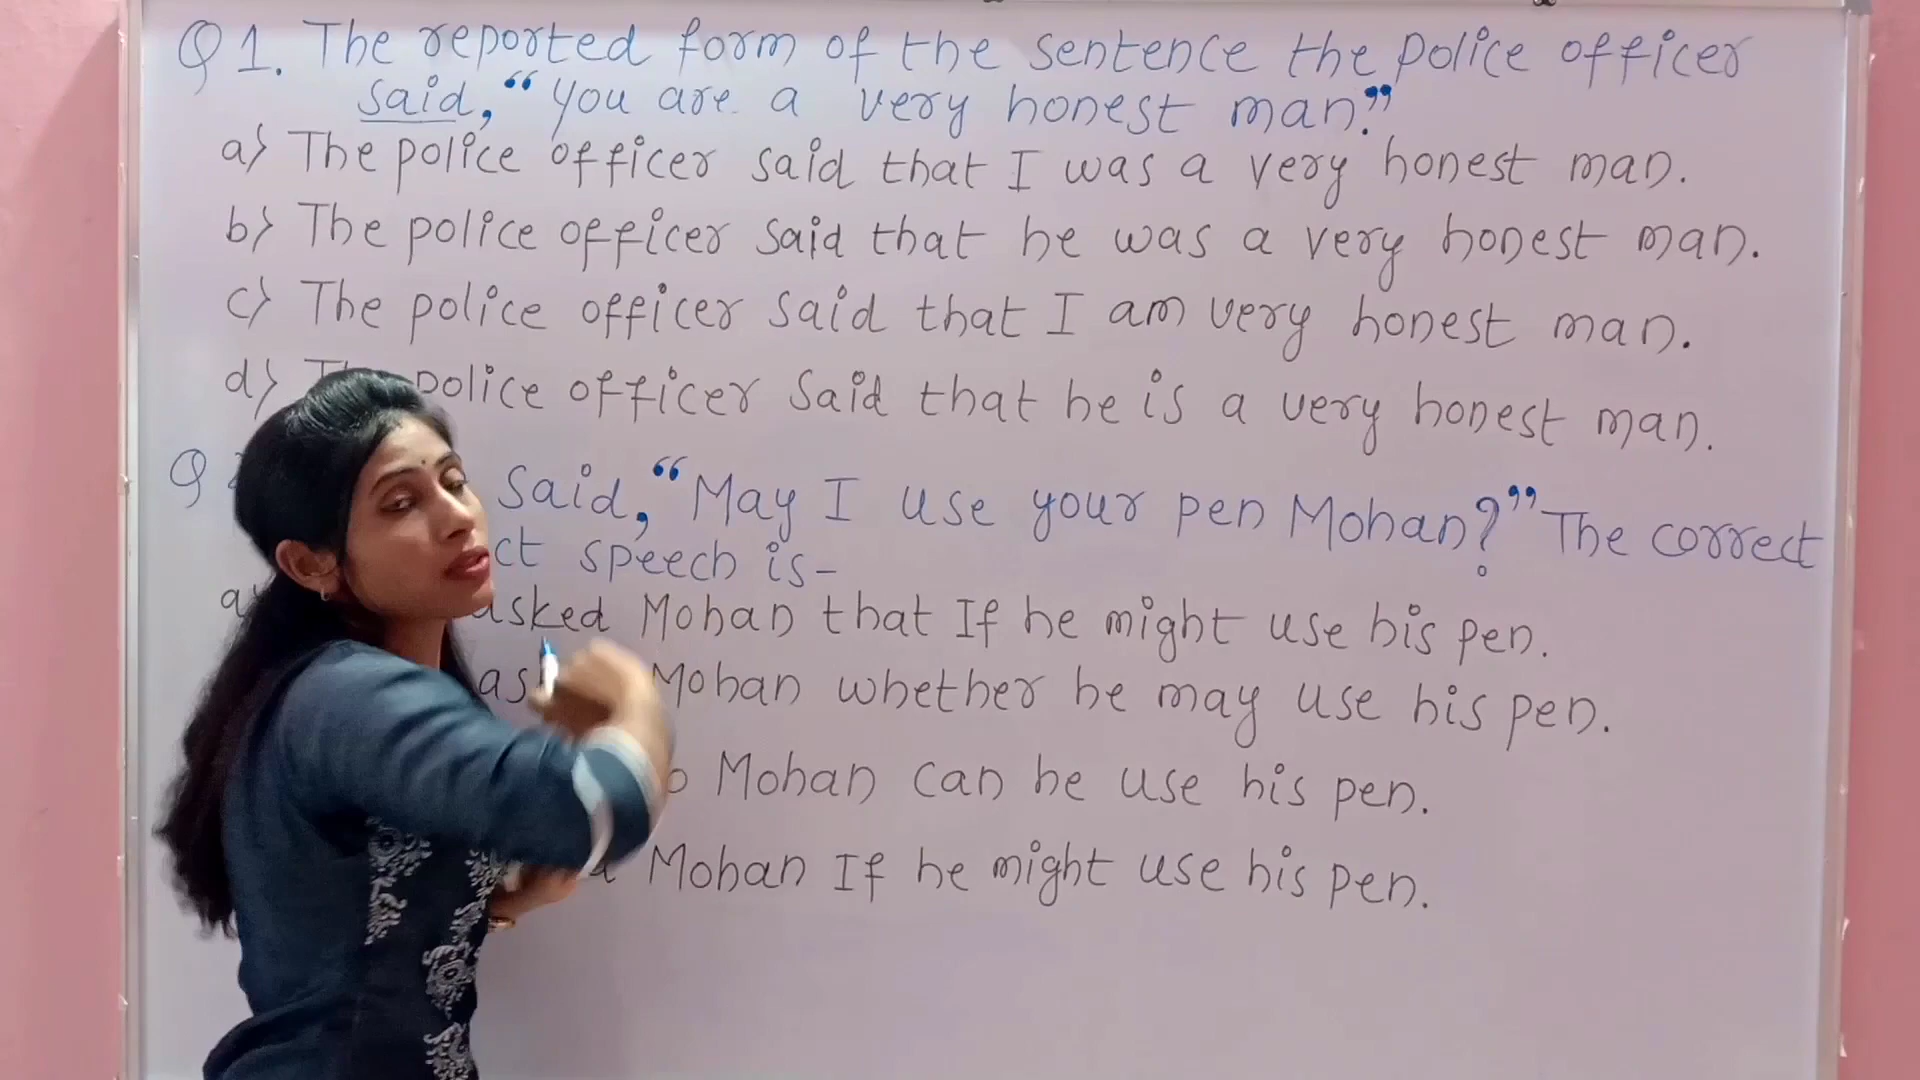 Q 1. The reported form of the sentence the police officer
said, “You are a very honest man.”
a) The police officer said that I was a very honest man.
b) The police officer said that he was a very honest man.
c) The police officer said that I am very honest man.
d) police officer said that he is a very honest man.
Q said, “May I use your pen Mohan?” The correct
speech is-
asked Mohan that If he might use his pen.
Mohan whether he may use his pen.
Mohan can he use his pen.
Mohan If he might use his pen.